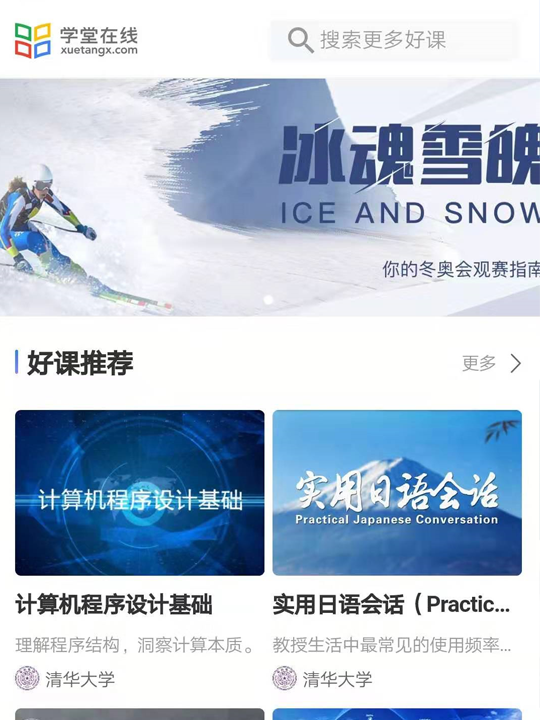 学堂在线
xuetangx.com
搜索更多好课
冰魂雪魄
ICE AND SNOW
你的冬奥会观赛指南
好课推荐
更多
计算机程序设计基础
实用日语会话
Practical Japanese Conversation
计算机程序设计基础
实用日语会话（Practic...
理解程序结构，洞察计算本质。
教授生活中最常见的使用频率...
清华大学
清华大学